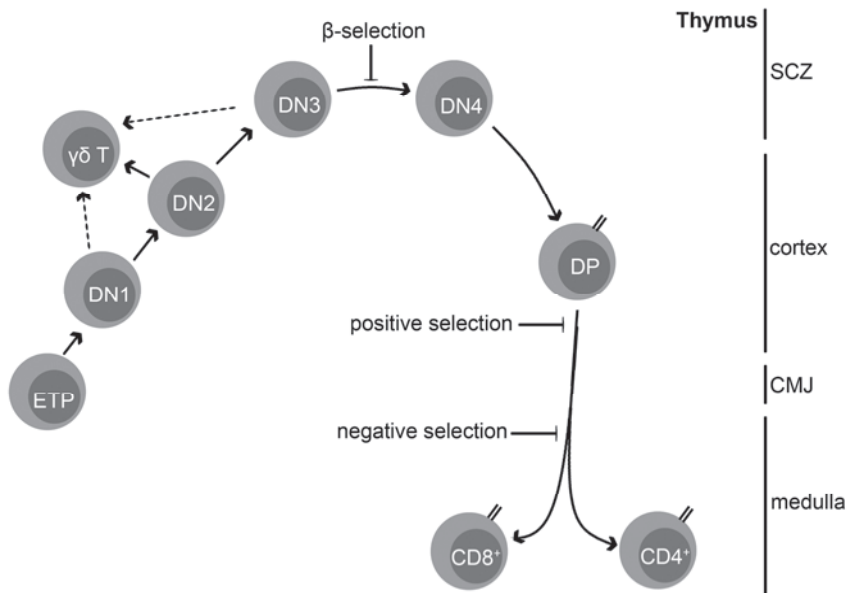 Thymus
β-selection
SCZ
DN3
DN4
γδ T
DN2
cortex
DP
DN1
positive selection
CMJ
ETP
negative selection
medulla
CD8⁺
CD4⁺